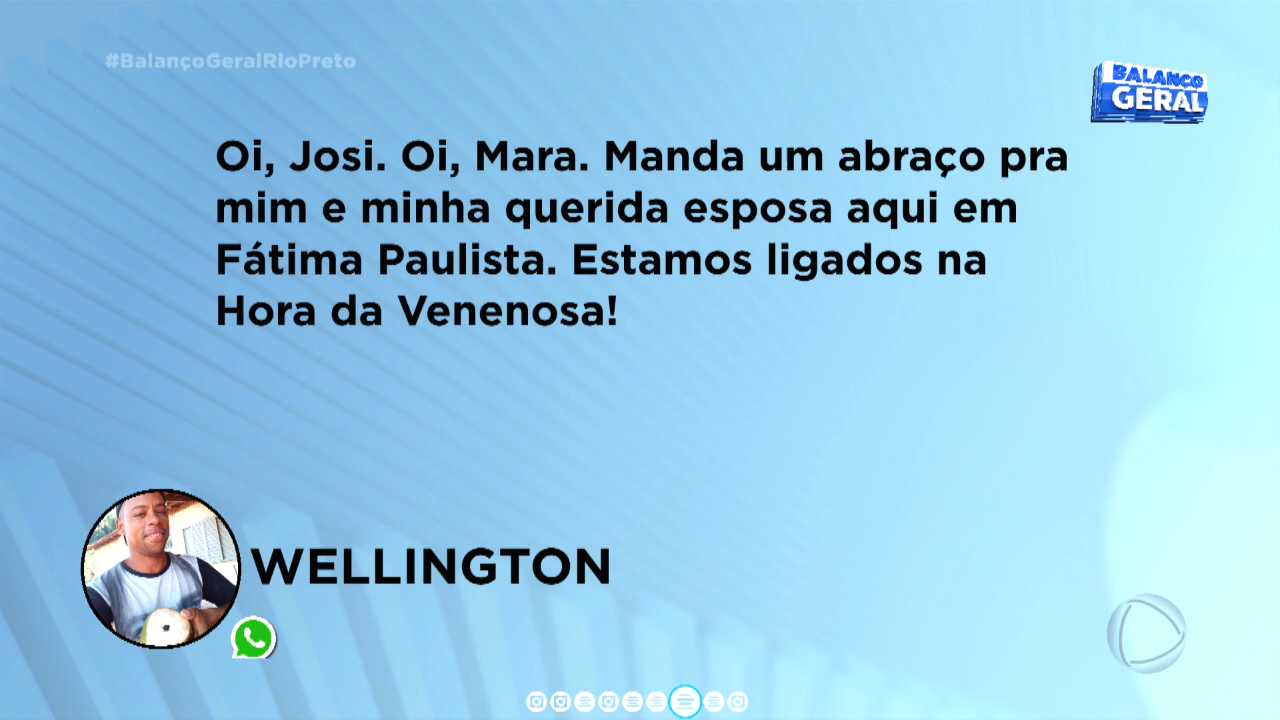 #BalançoGeralRioPreto
BALANÇO
GERAL
Oi, Josi. Oi, Mara. Manda um abraço pra
mim e minha querida esposa aqui em
Fátima Paulista. Estamos ligados na
Hora da Venenosa!
WELLINGTON